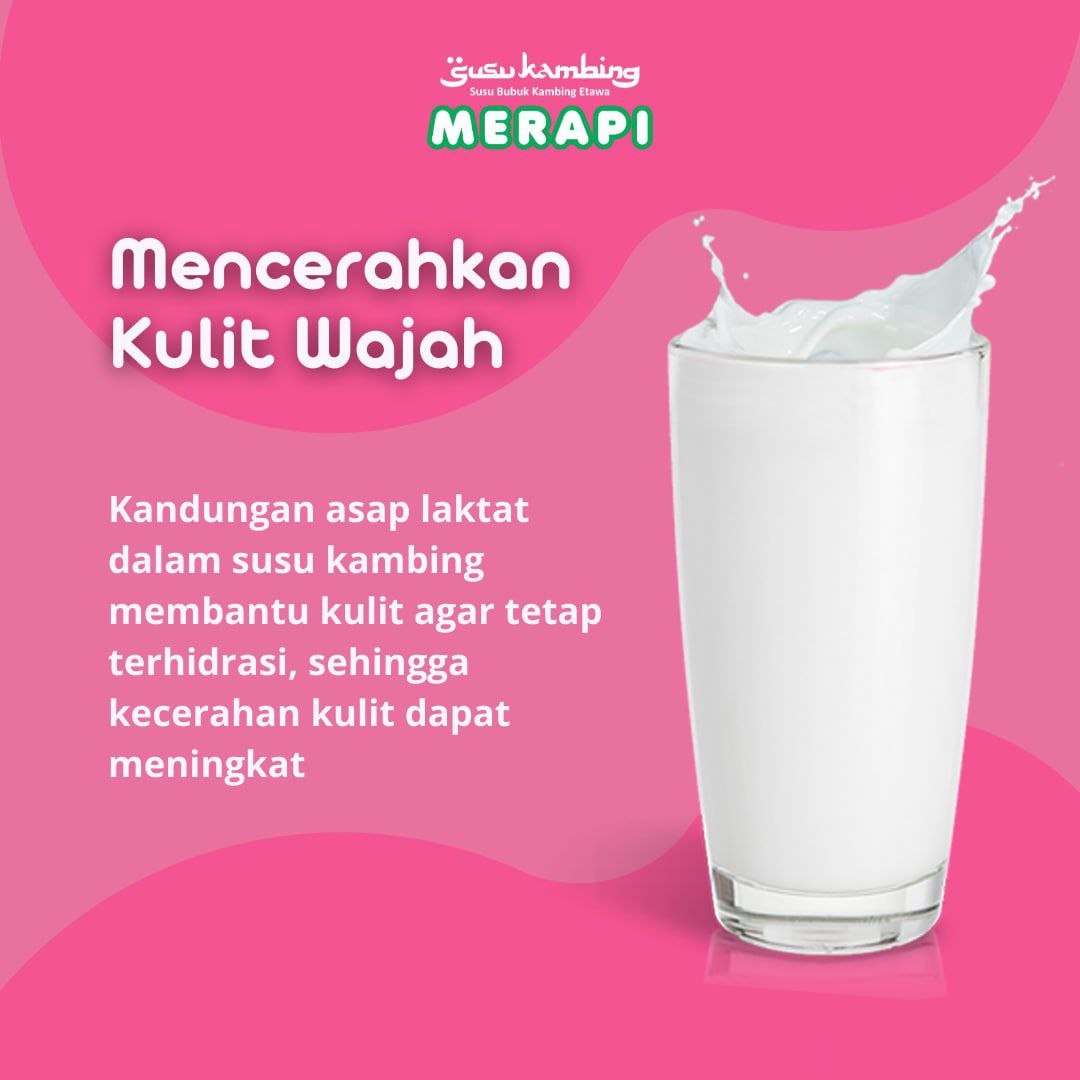 susu kambing
Susu Bubuk Kambing Etawa
MERAPI
Mencerahkan
Kulit Wajah
Kandungan asap laktat
dalam susu kambing
membantu kulit agar tetap
terhidrasi, sehingga
kecerahan kulit dapat
meningkat